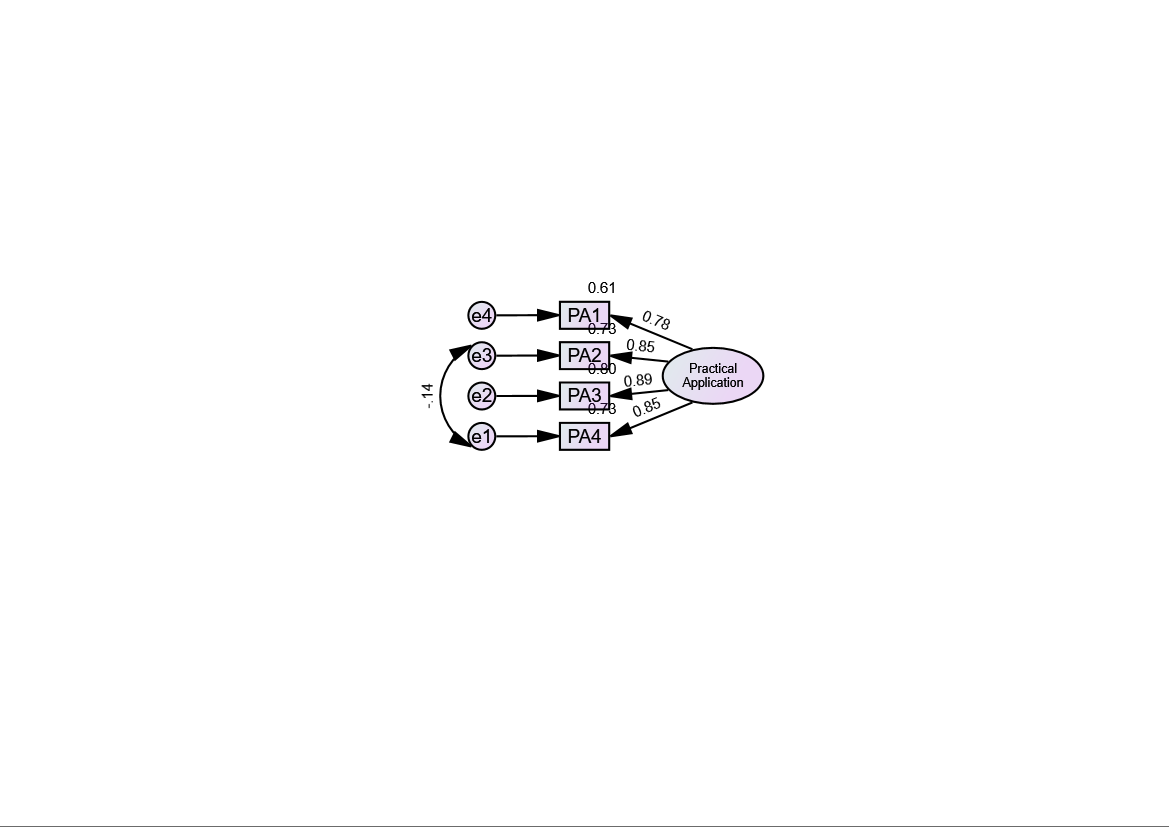 0.61
e4
PA1
0.78
0.73
e3
PA2
0.85
0.80
Practical
Application
-.14
e2
PA3
0.89
0.73
e1
PA4
0.85